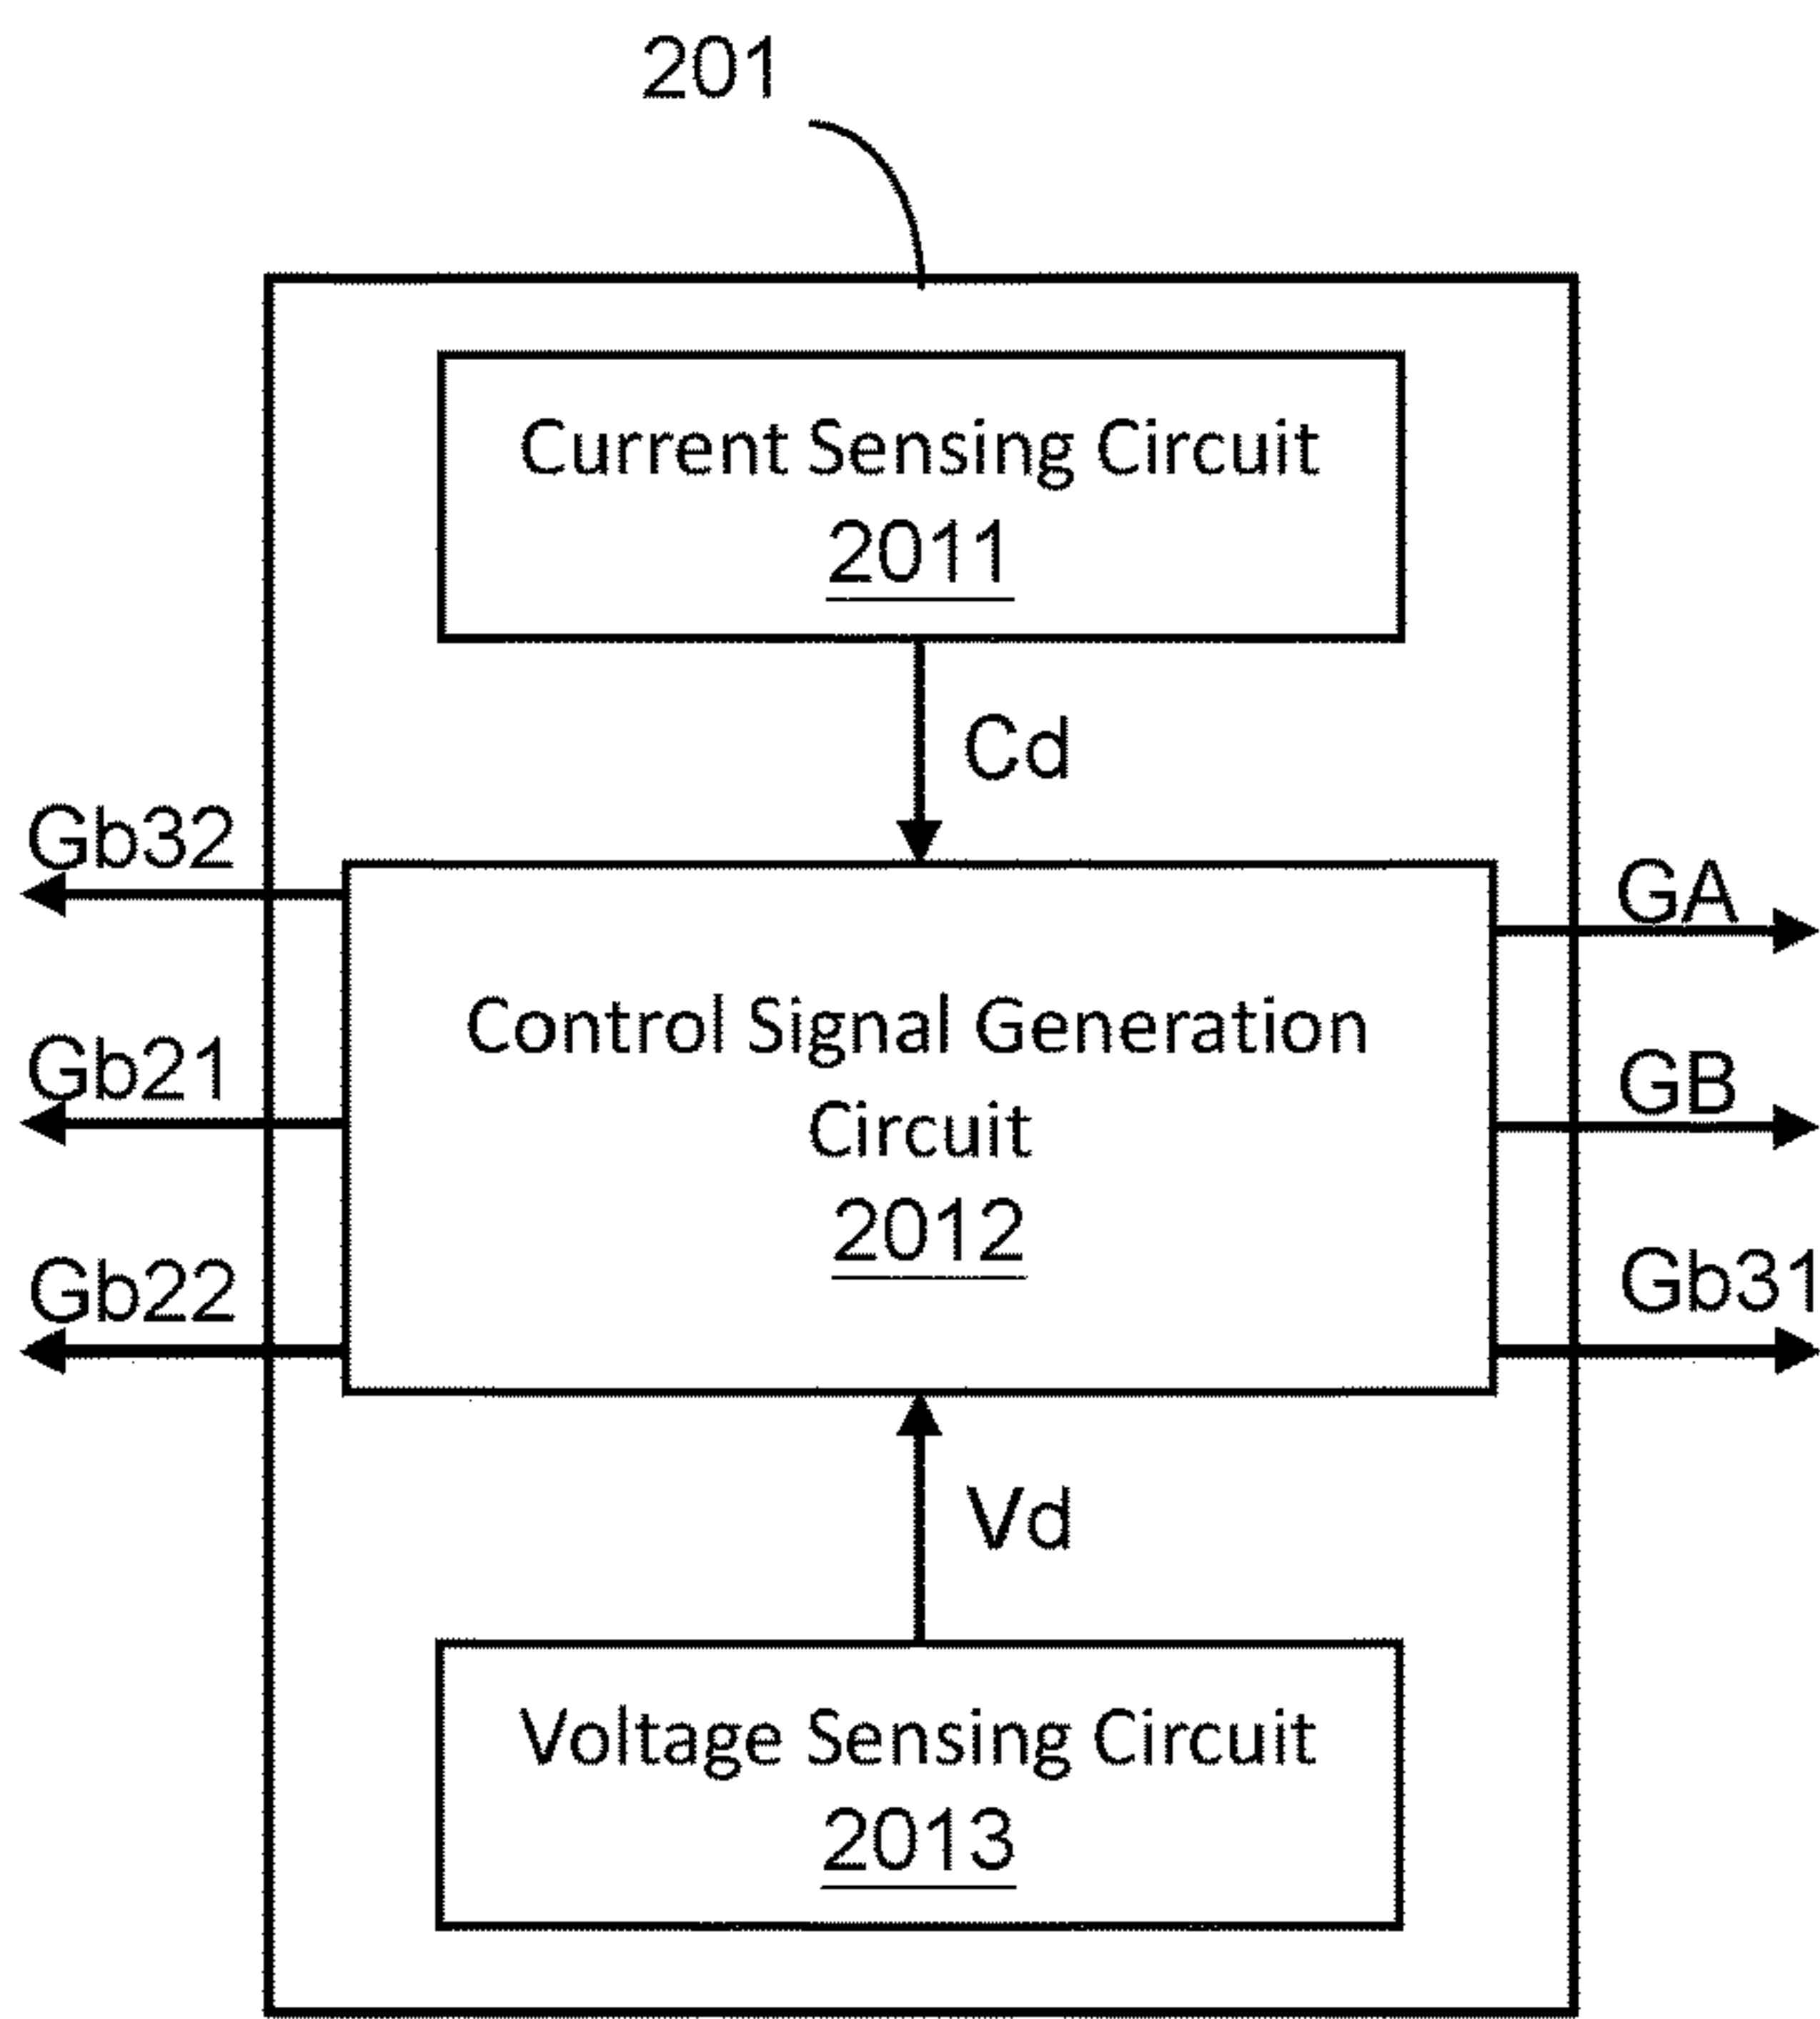 201
Current Sensing Circuit
2011
Cd
Gb32
GA
Control Signal Generation
Circuit
2012
Gb21
GB
Gb22
Gb31
Vd
Voltage Sensing Circuit
2013